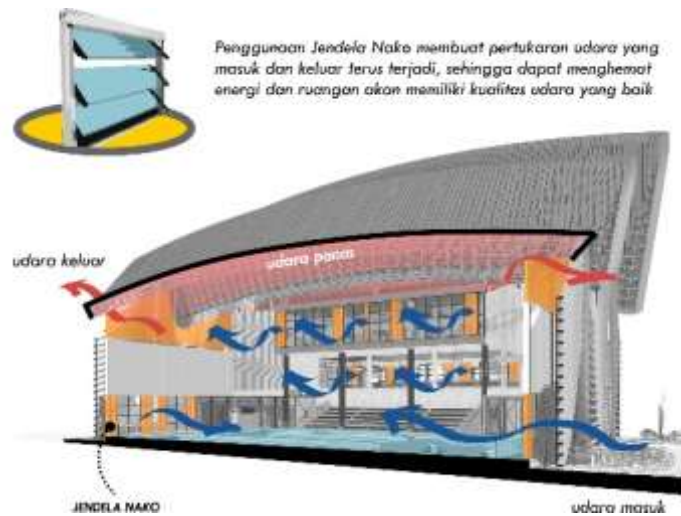 Penggunaan Jendela Nako membuat pertukaran udara yang
masuk dan keluar terus terjadi, sehingga dapat menghemat
energi dan ruangan akan memiliki kualitas udara yang baik
udara panas
udara keluar
JENDELA NAKO
udara masuk